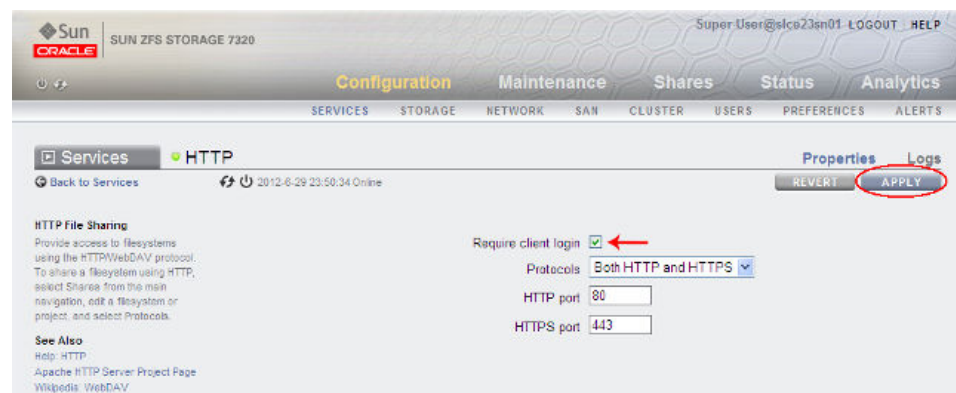 Sun
ORACLE
SUN ZFS STORAGE 7320
Super-User@slce23sn01 LOGOUT HELP
Configuration Maintenance Shares Status Analytics
SERVICES STORAGE NETWORK SAN CLUSTER USERS PREFERENCES ALERTS
Services HTTP Properties Logs
Back to Services 2012-6-29 23:50:34 Online REVERT APPLY
HTTP File Sharing
Provide access to filesystems
using the HTTP/WebDAV protocol.
To share a filesystem using HTTP,
select Shares from the main
navigation, edit a filesystem or
project, and select Protocols.
See Also
Help: HTTP
Apache HTTP Server Project Page
Wikipedia: WebDAV
Require client login
Protocols Both HTTP and HTTPS
HTTP port 80
HTTPS port 443